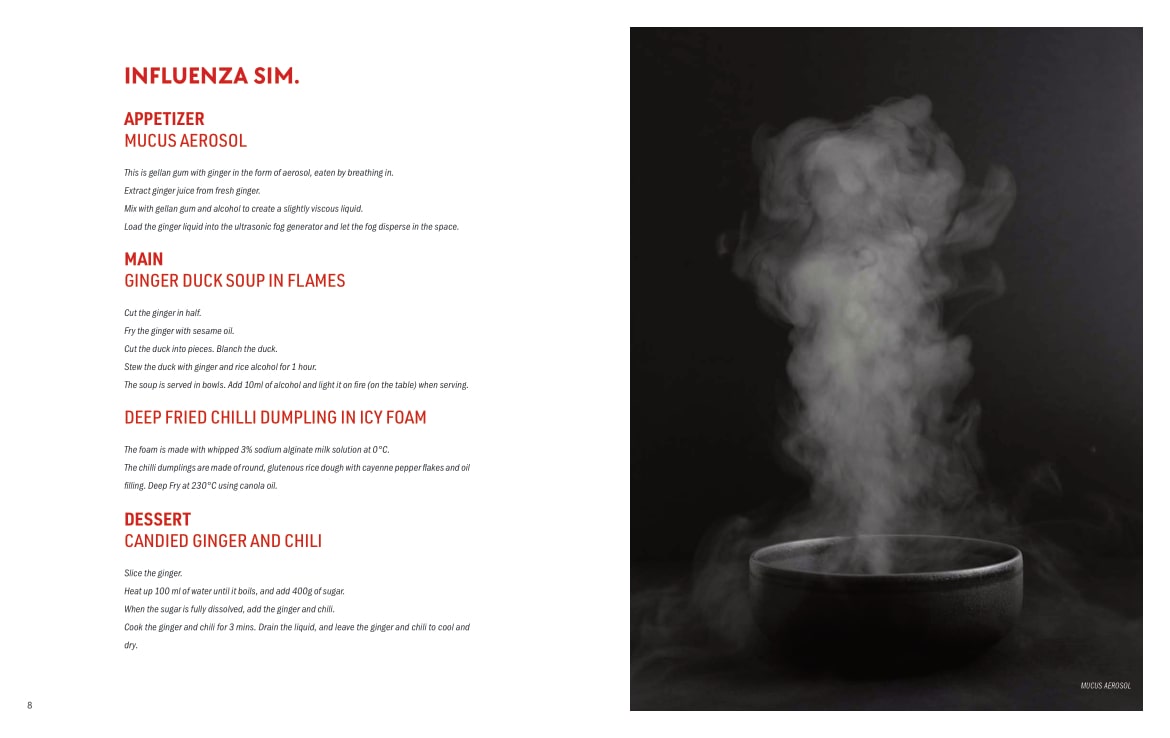 INFLUENZA SIM.
APPETIZER
MUCUS AEROSOL
This is gellan gum with ginger in the form of aerosol, eaten by breathing in.
Extract ginger juice from fresh ginger.
Mix with gellan gum and alcohol to create a slightly viscous liquid.
Load the ginger liquid into the ultrasonic fog generator and let the fog disperse in the space.
MAIN
GINGER DUCK SOUP IN FLAMES
Cut the ginger in half.
Fry the ginger with sesame oil.
Cut the duck into pieces. Blanch the duck.
Stew the duck with ginger and rice alcohol for 1 hour.
The soup is served in bowls. Add 10ml of alcohol and light it on fire (on the table) when serving.
DEEP FRIED CHILLI DUMPLING IN ICY FOAM
The foam is made with whipped 3% sodium alginate milk solution at 0°C.
The chilli dumplings are made of round, glutenous rice dough with cayenne pepper flakes and oil
filling. Deep Fry at 230°C using canola oil.
DESSERT
CANDIED GINGER AND CHILI
Slice the ginger.
Heat up 100 ml of water until it boils, and add 400g of sugar.
When the sugar is fully dissolved, add the ginger and chili.
Cook the ginger and chili for 3 mins. Drain the liquid, and leave the ginger and chili to cool and
dry.
8
MUCUS AEROSOL